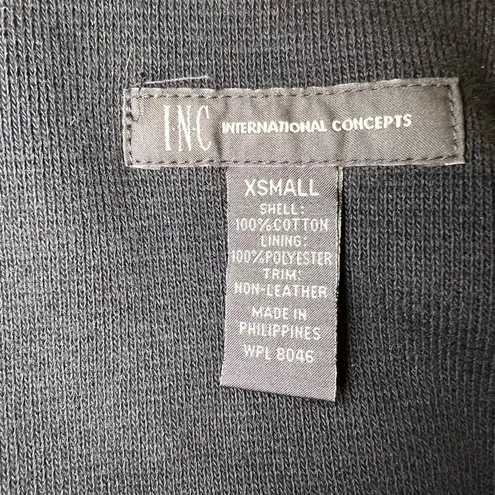 I·N·C INTERNATIONAL CONCEPTS
XSMALL
SHELL:
100%COTTON
LINING:
100%POLYESTER
TRIM:
NON-LEATHER
MADE IN
PHILIPPINES
WPL 8046